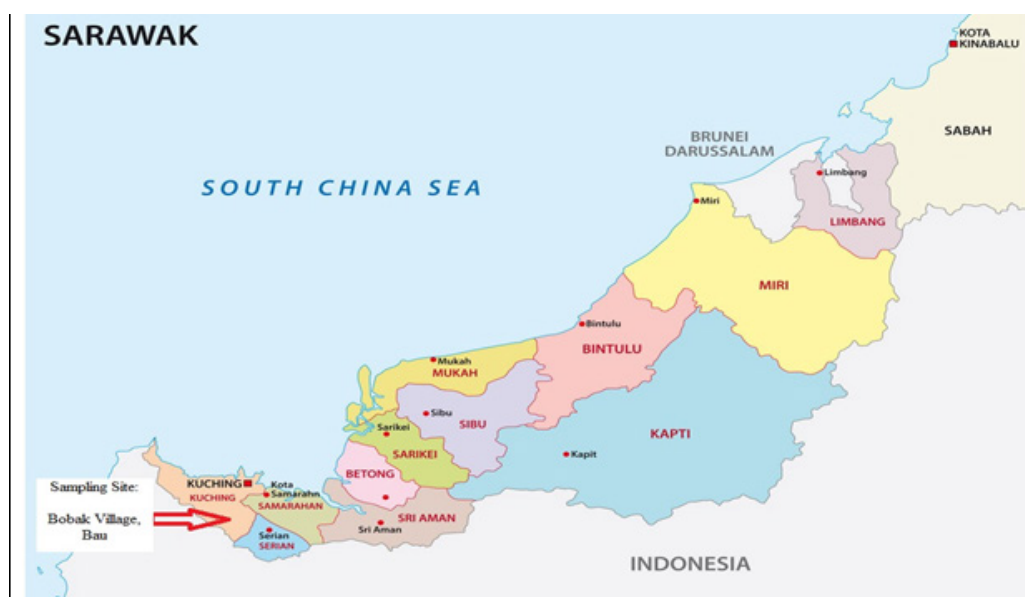 SARAWAK
KOTA
KINABALU
SABAH
BRUNEI
DARUSSALAM
Limbang
LIMBANG
SOUTH CHINA SEA
Miri
MIRI
Bintulu
BINTULU
Mukah
MUKAH
Sibu
SIBU
Sarikei
SARIKEI
KAPTI
Kapit
BETONG
KUCHING
KUCHING
Kota
Samarahn
SAMARAHAN
SRI AMAN
Sri Aman
Serian
SERIAN
Sampling Site:
Bobak Village,
Bau
INDONESIA